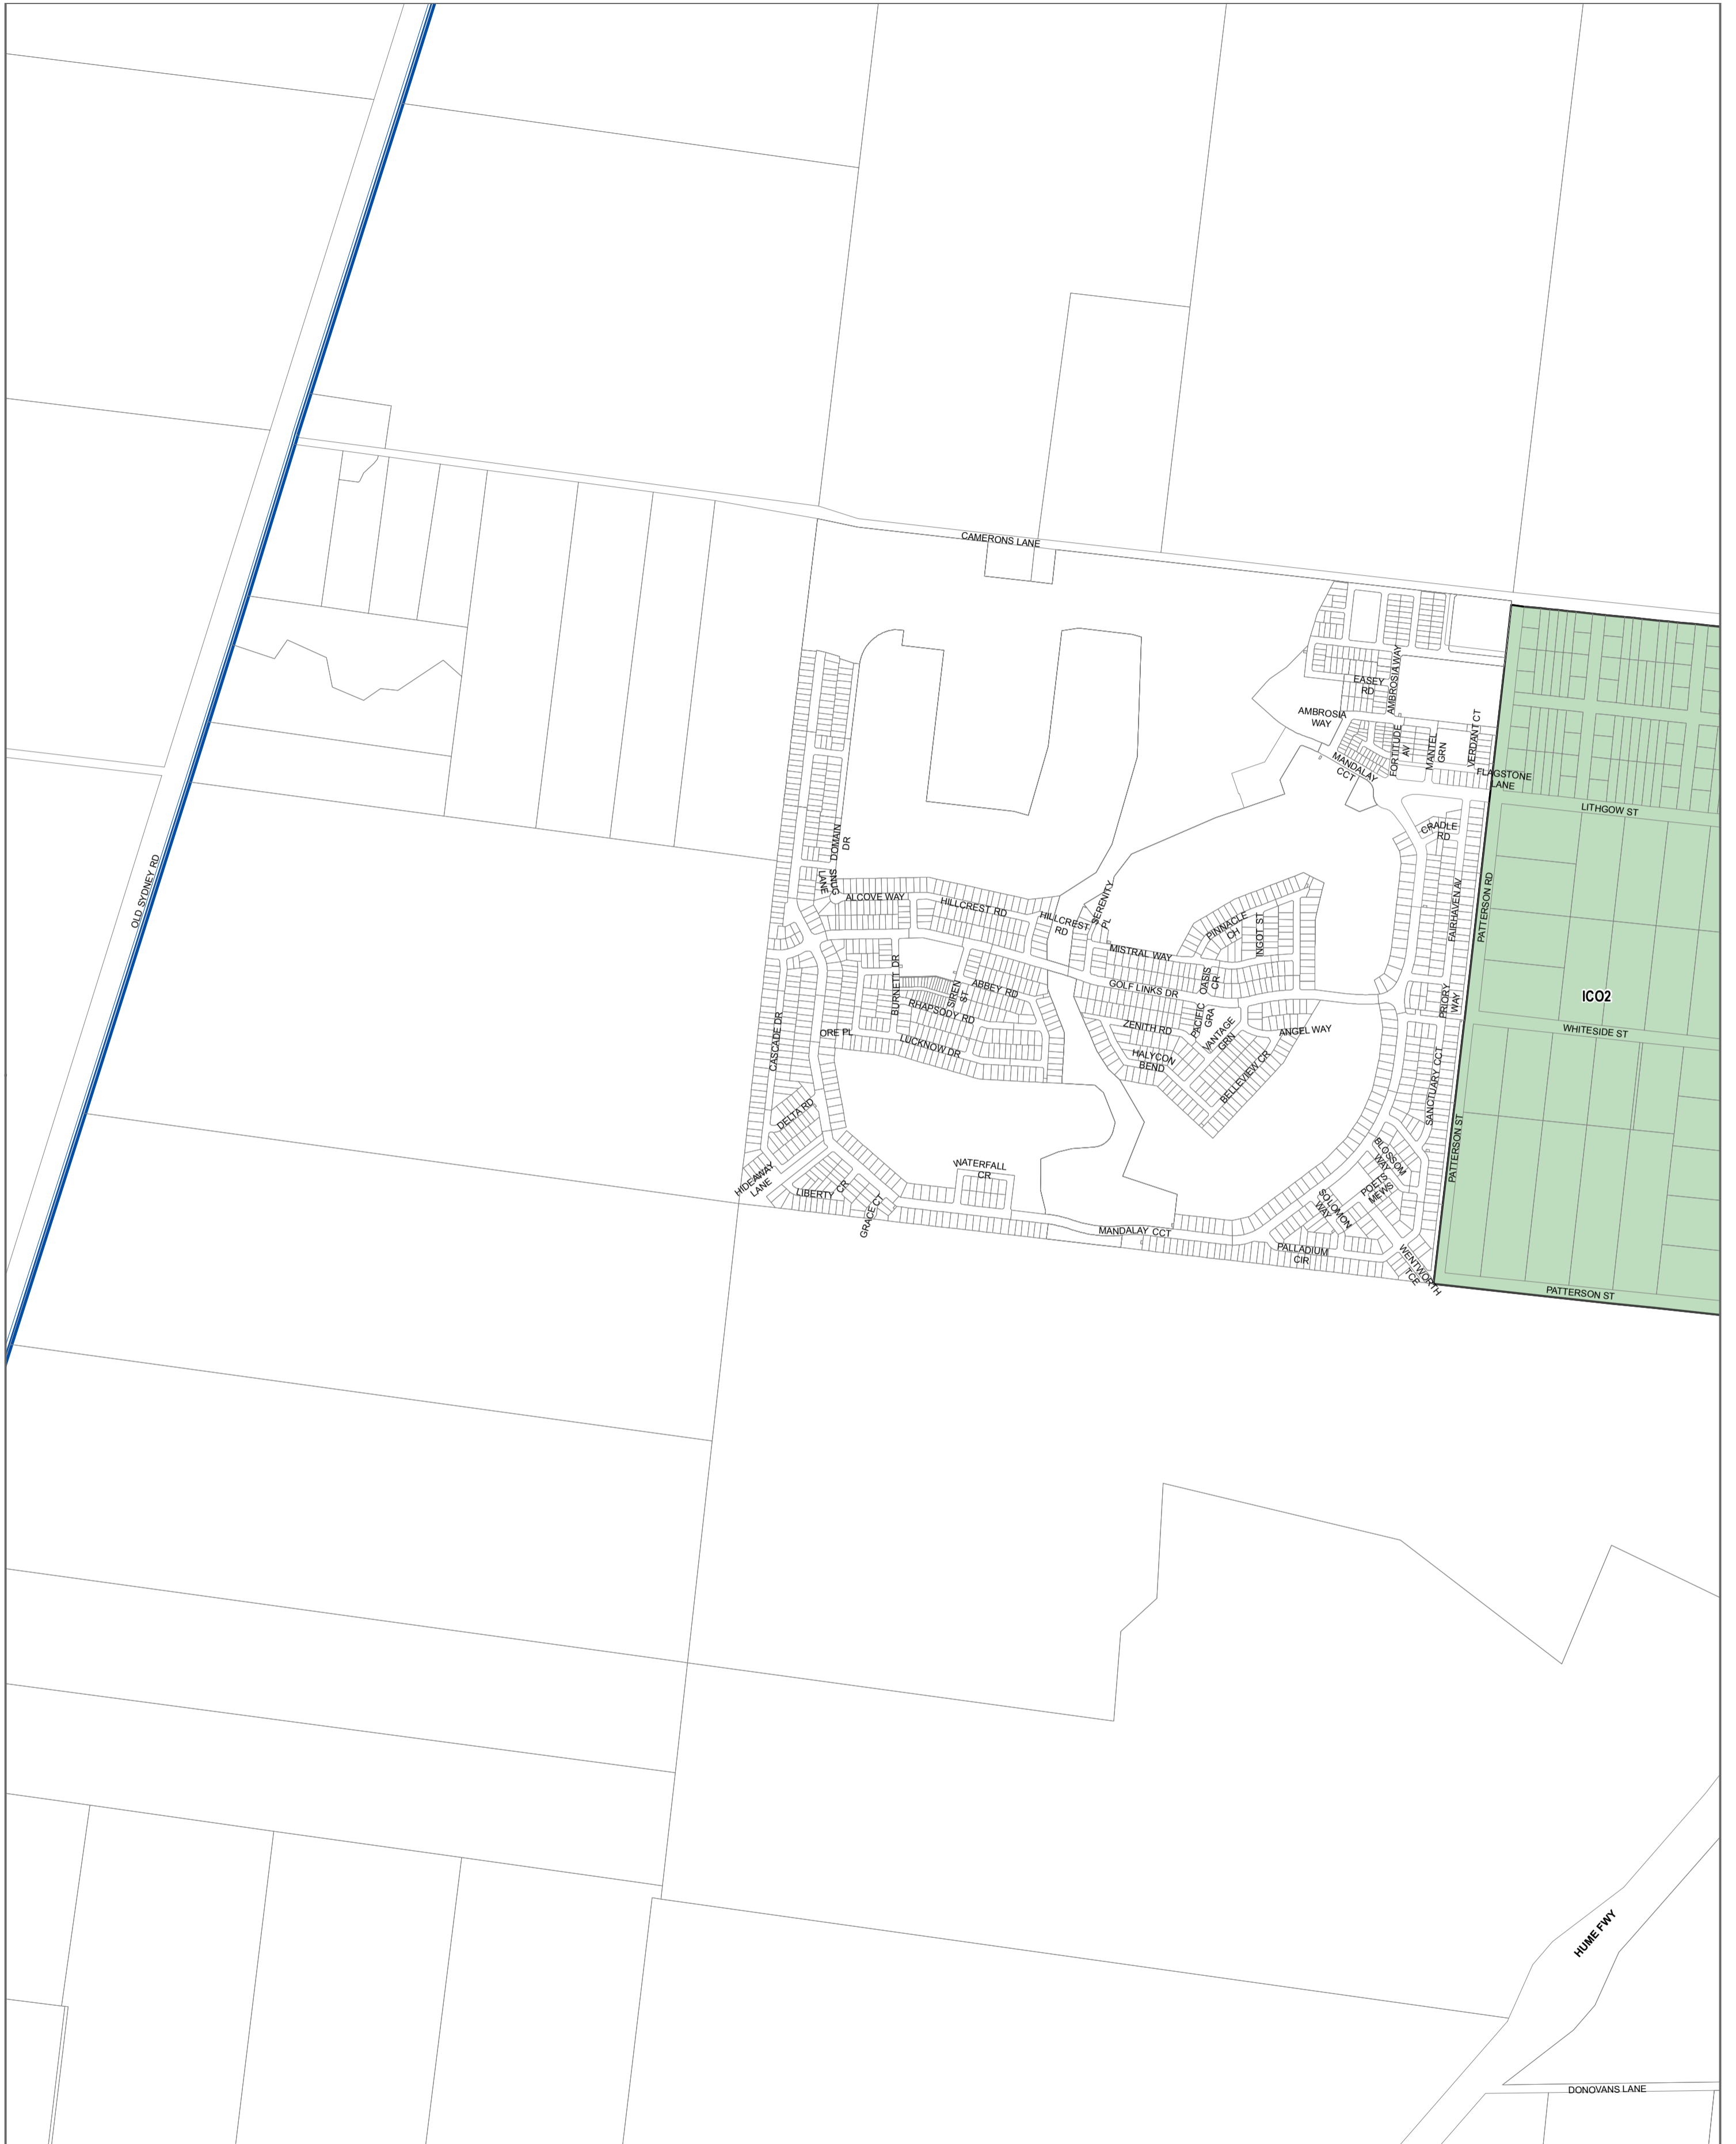 CAMERONS LANE
EASEY
RD
AMBROSIA WAY
AMBROSIA
WAY
FORTITUDE
AV
MANTEL
GRN
VERDANT CT
MANDALAY
CCT
FLAGSTONE
LANE
LITHGOW ST
CRADLE
RD
DOMAIN
DR
SNUG
LANE
OLD SYDNEY RD
ALCOVE WAY
HILLCREST RD
HILLCREST
RD
SERENITY
PL
PINNACLE
CH
INGOT ST
FAIRHAVEN AV
PATTERSON RD
MISTRAL WAY
BURNETT DR
SIREN
ST
ABBEY RD
GOLF LINKS DR
OASIS
CR
RHAPSODY RD
PRIORY
WAY
ICO2
CASCADE DR
ORE PL
LUCKNOW DR
ZENITH RD
PACIFIC
GRA
VANTAGE
GRN
ANGEL WAY
WHITESIDE ST
HALYCON
BEND
BELLEVIEW CR
SANCTUARY CCT
DELTA RD
PATTERSON ST
BLOSSOM
WAY
HIDEAWAY
LANE
LIBERTY CR
GRACE CT
WATERFALL
CR
POETS
MEWS
SOLOMON
WAY
MANDALAY CCT
PALLADIUM
CIR
WENTWORTH
TCE
PATTERSON ST
HUME FWY
DONOVANS LANE